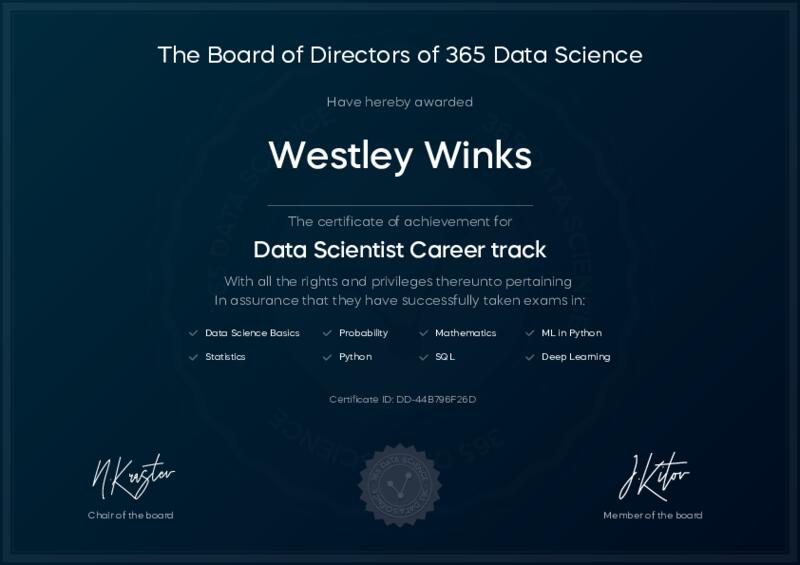 The Board of Directors of 365 Data Science
Have hereby awarded
Westley Winks
The certificate of achievement for
Data Scientist Career track
With all the rights and privileges thereunto pertaining
In assurance that they have successfully taken exams in:
Data Science Basics Probability Mathematics ML in Python
Statistics Python SQL Deep Learning
Certificate ID: DD-44B796F26D
365 DATA SCIENCE
N.Krastev
J.Kitov
Chair of the board
Member of the board